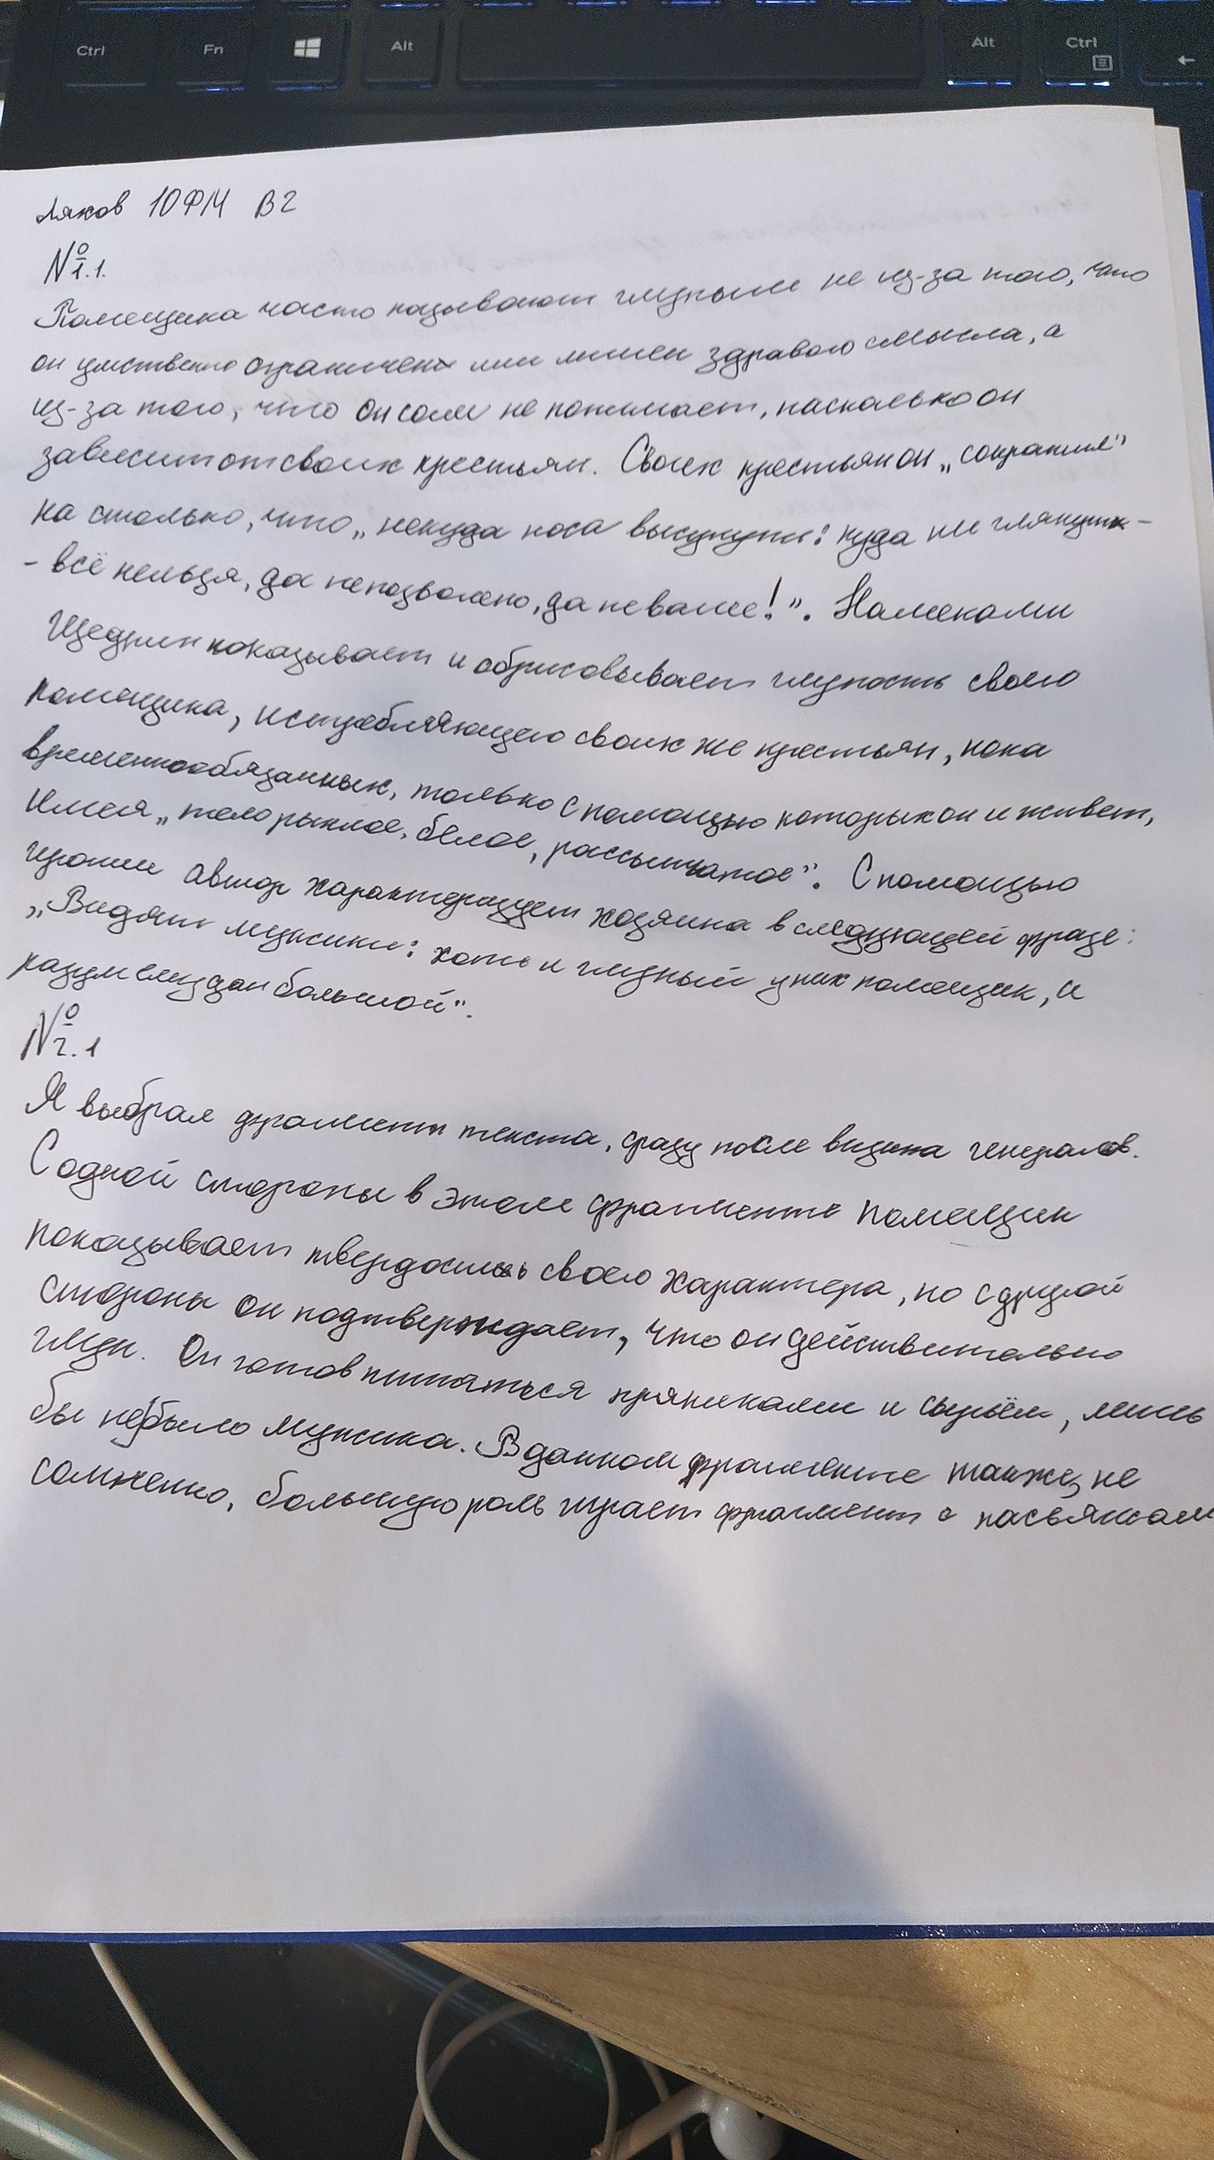 Ctrl Fn Alt Alt Ctrl ←
Ляков 10ФМ В2
№1.1.
Помещика часто называют глупым не из-за того, что
он умственно ограничен или лишен здравого смысла, а
из-за того, что он сам не понимает, насколько он
зависит от своих крестьян. Своих крестьян он „сократил"
на столько, что „некуда носа высунуть: куда ни глянут -
- всё нельзя, да не позволено, да не ваше!". Намеками
Щедрин показывает и обрисовывает глупость своего
помещика, истребляющего своих же крестьян, пока
временнообязанных, только с помощью которых он и живет,
имея „тело рыхлое, белое, рассыпчатое". С помощью
иронии автор характеризует хозяина в следующей фразе:
„Видят мужики: хоть и глупый у них помещик, а
разум ему дан большой".
№2.1
Я выбрал фрагмент текста, сразу после визита генералов.
С одной стороны в этом фрагменте помещик
показывает твердость своего характера, но с другой
стороны он подтверждает, что он действительно
глуп. Он готов питаться пряниками и сырьём, лишь
бы не было мужика. В данном фрагменте также, не
сомненно, большую роль играет фрагмент с пасьянсом